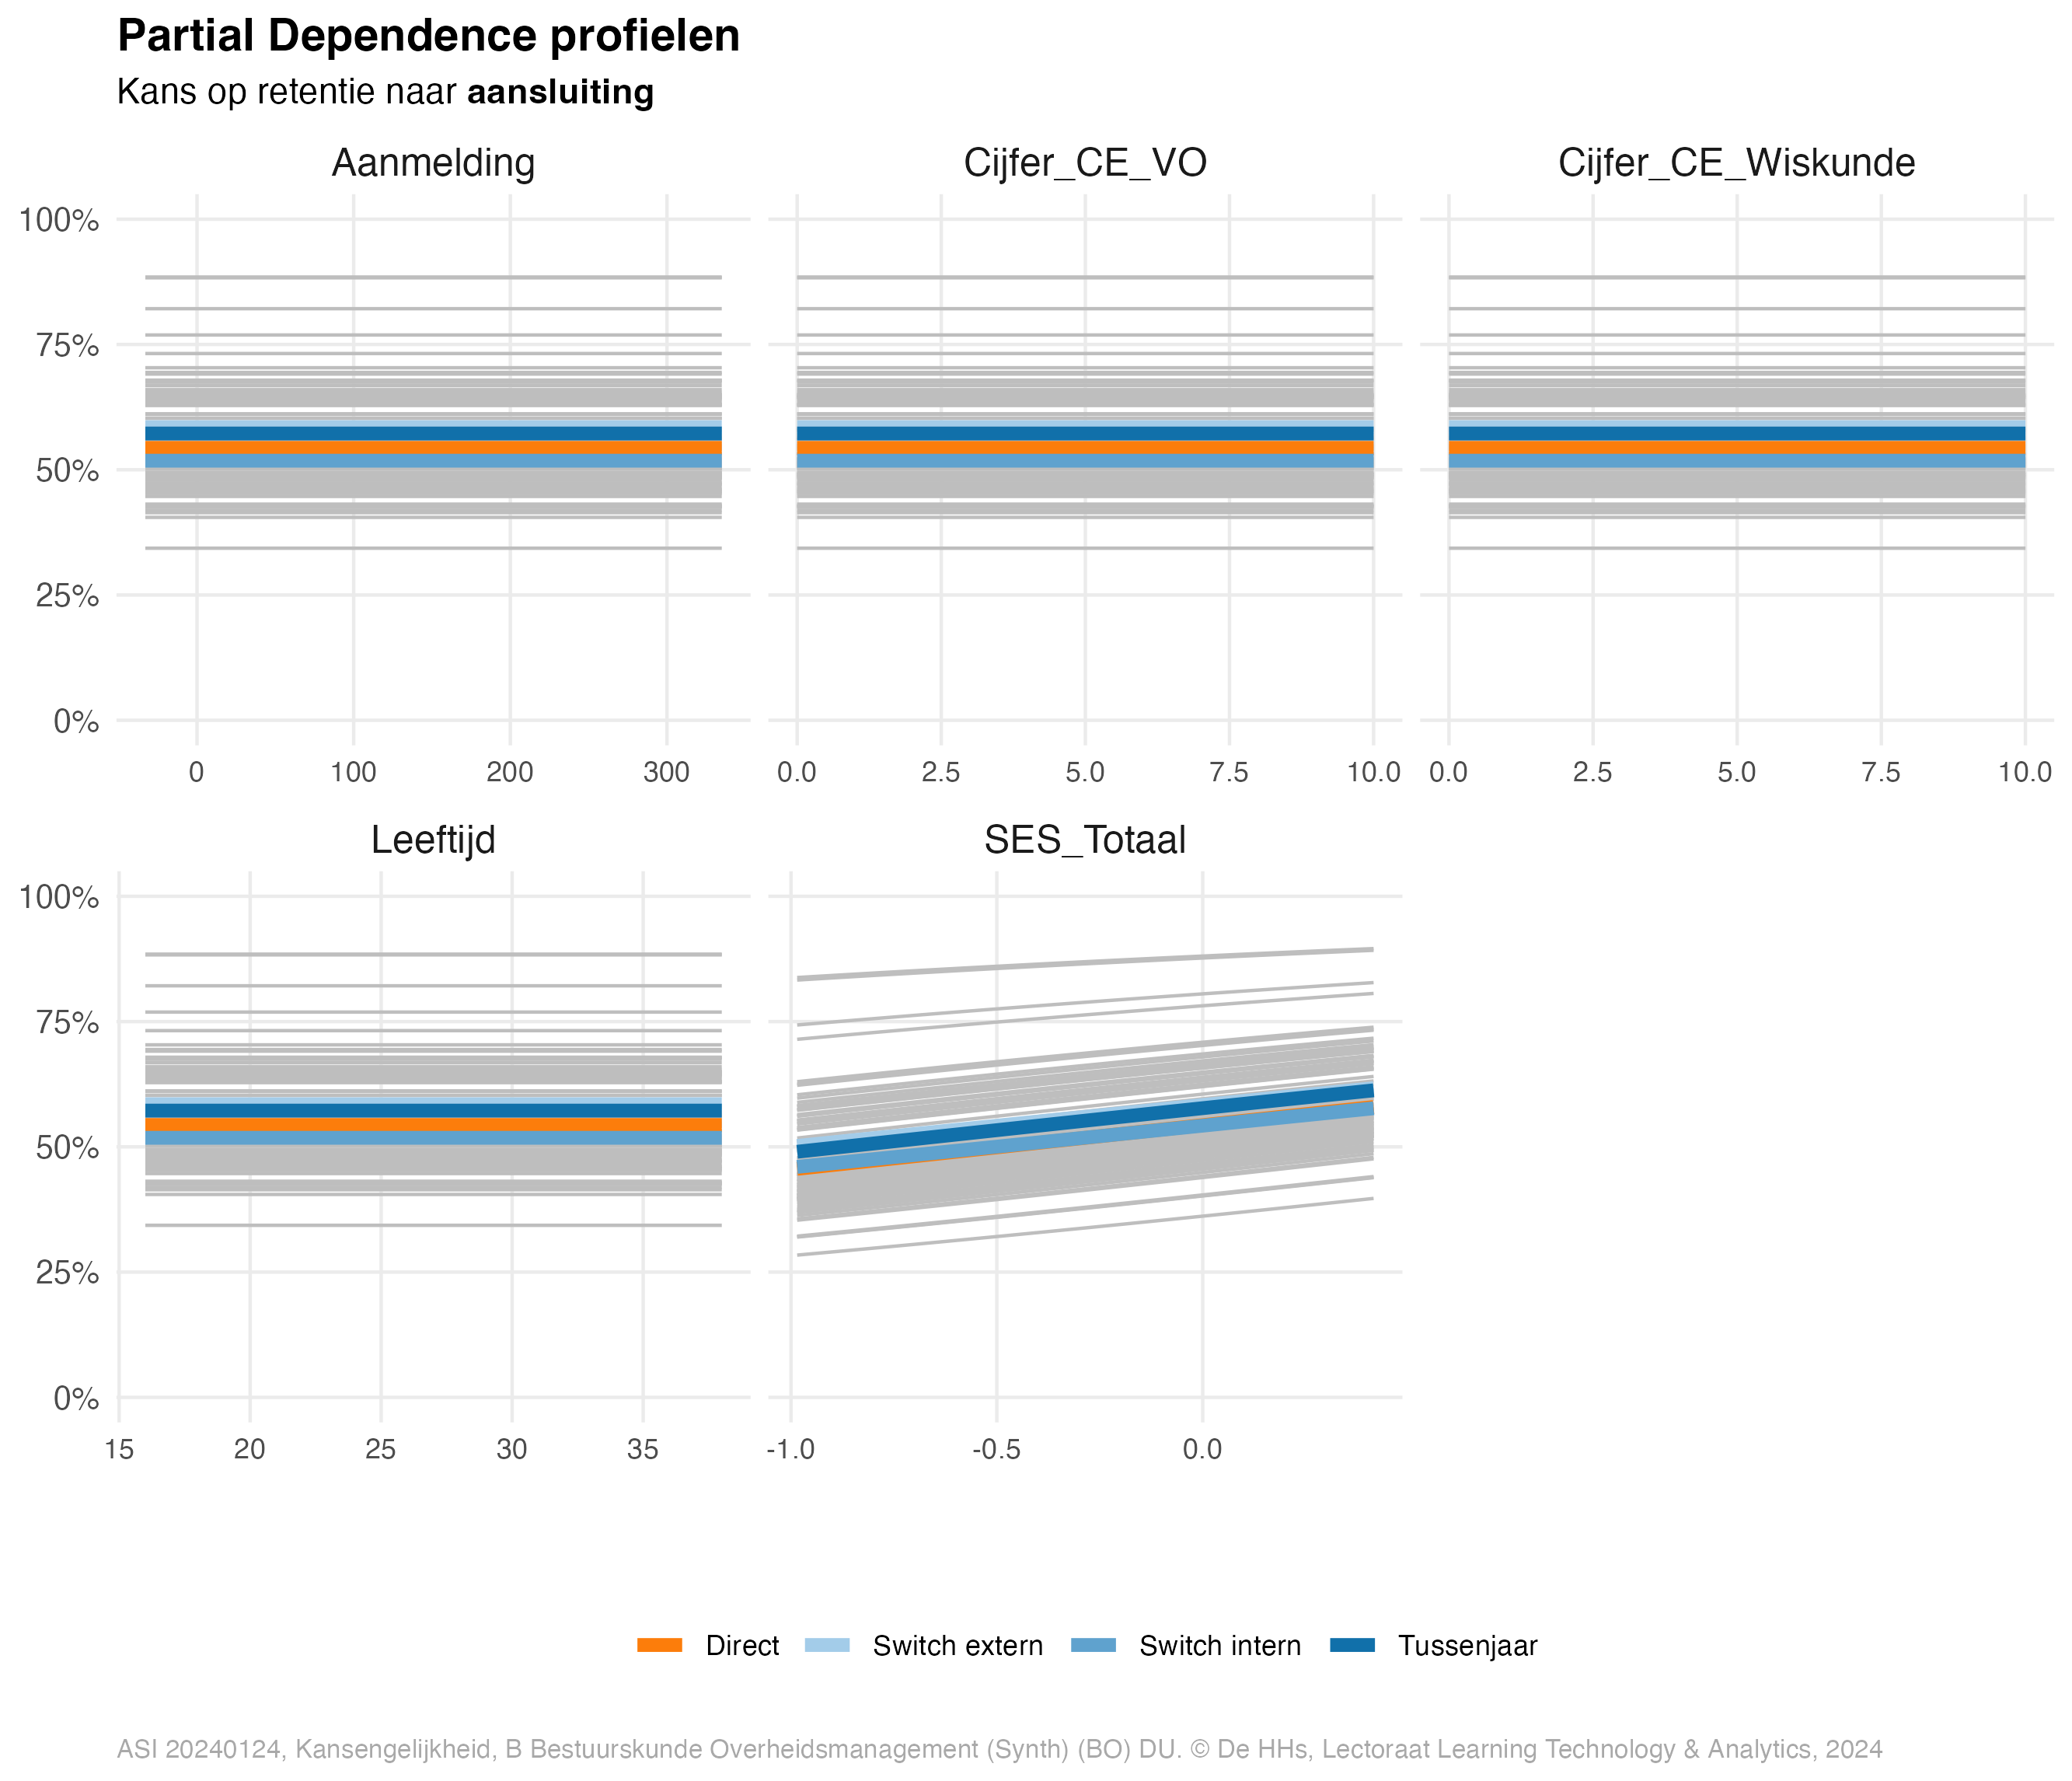 Partial Dependence profielen
Kans op retentie naar aansluiting
Aanmelding Cijfer_CE_VO Cijfer_CE_Wiskunde
100%
75%
50%
25%
0%
0 100 200 300 0.0 2.5 5.0 7.5 10.0 0.0 2.5 5.0 7.5 10.0
Leeftijd SES_Totaal
100%
75%
50%
25%
0%
15 20 25 30 35 -1.0 -0.5 0.0
Direct Switch extern Switch intern Tussenjaar
ASI 20240124, Kansengelijkheid, B Bestuurskunde Overheidsmanagement (Synth) (BO) DU. © De HHs, Lectoraat Learning Technology & Analytics, 2024